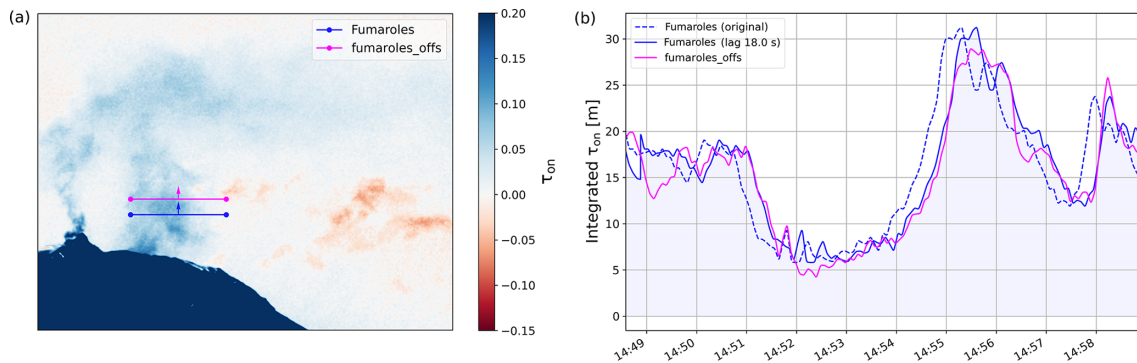 (a)
Fumaroles
fumaroles_offs
0.20
0.15
0.10
0.05
0.00
−0.05
−0.10
−0.15
τon
(b)
Fumaroles (original)
Fumaroles (lag 18.0 s)
fumaroles_offs
Integrated τon [m]
30
25
20
15
10
5
0
14:49
14:50
14:51
14:52
14:53
14:54
14:55
14:56
14:57
14:58